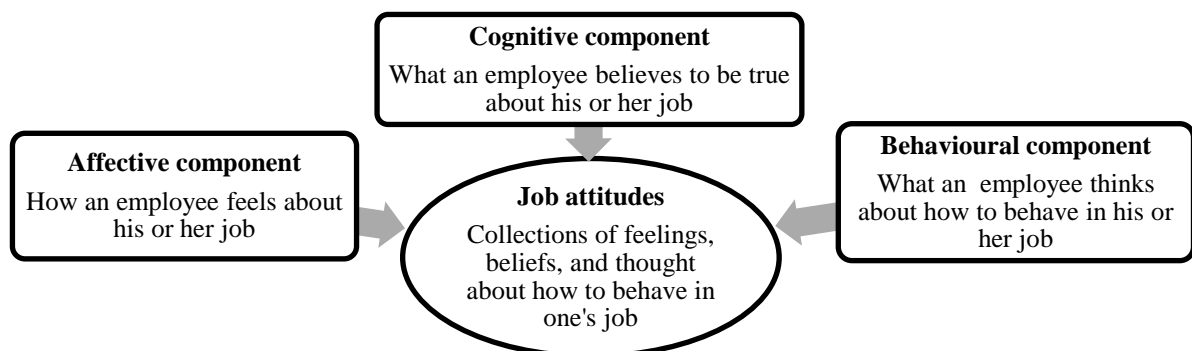 Cognitive component
What an employee believes to be true
about his or her job
Affective component
How an employee feels about
his or her job
Behavioural component
What an  employee thinks
about how to behave in his or
her job
Job attitudes
Collections of feelings,
beliefs, and thought
about how to behave in
one's job